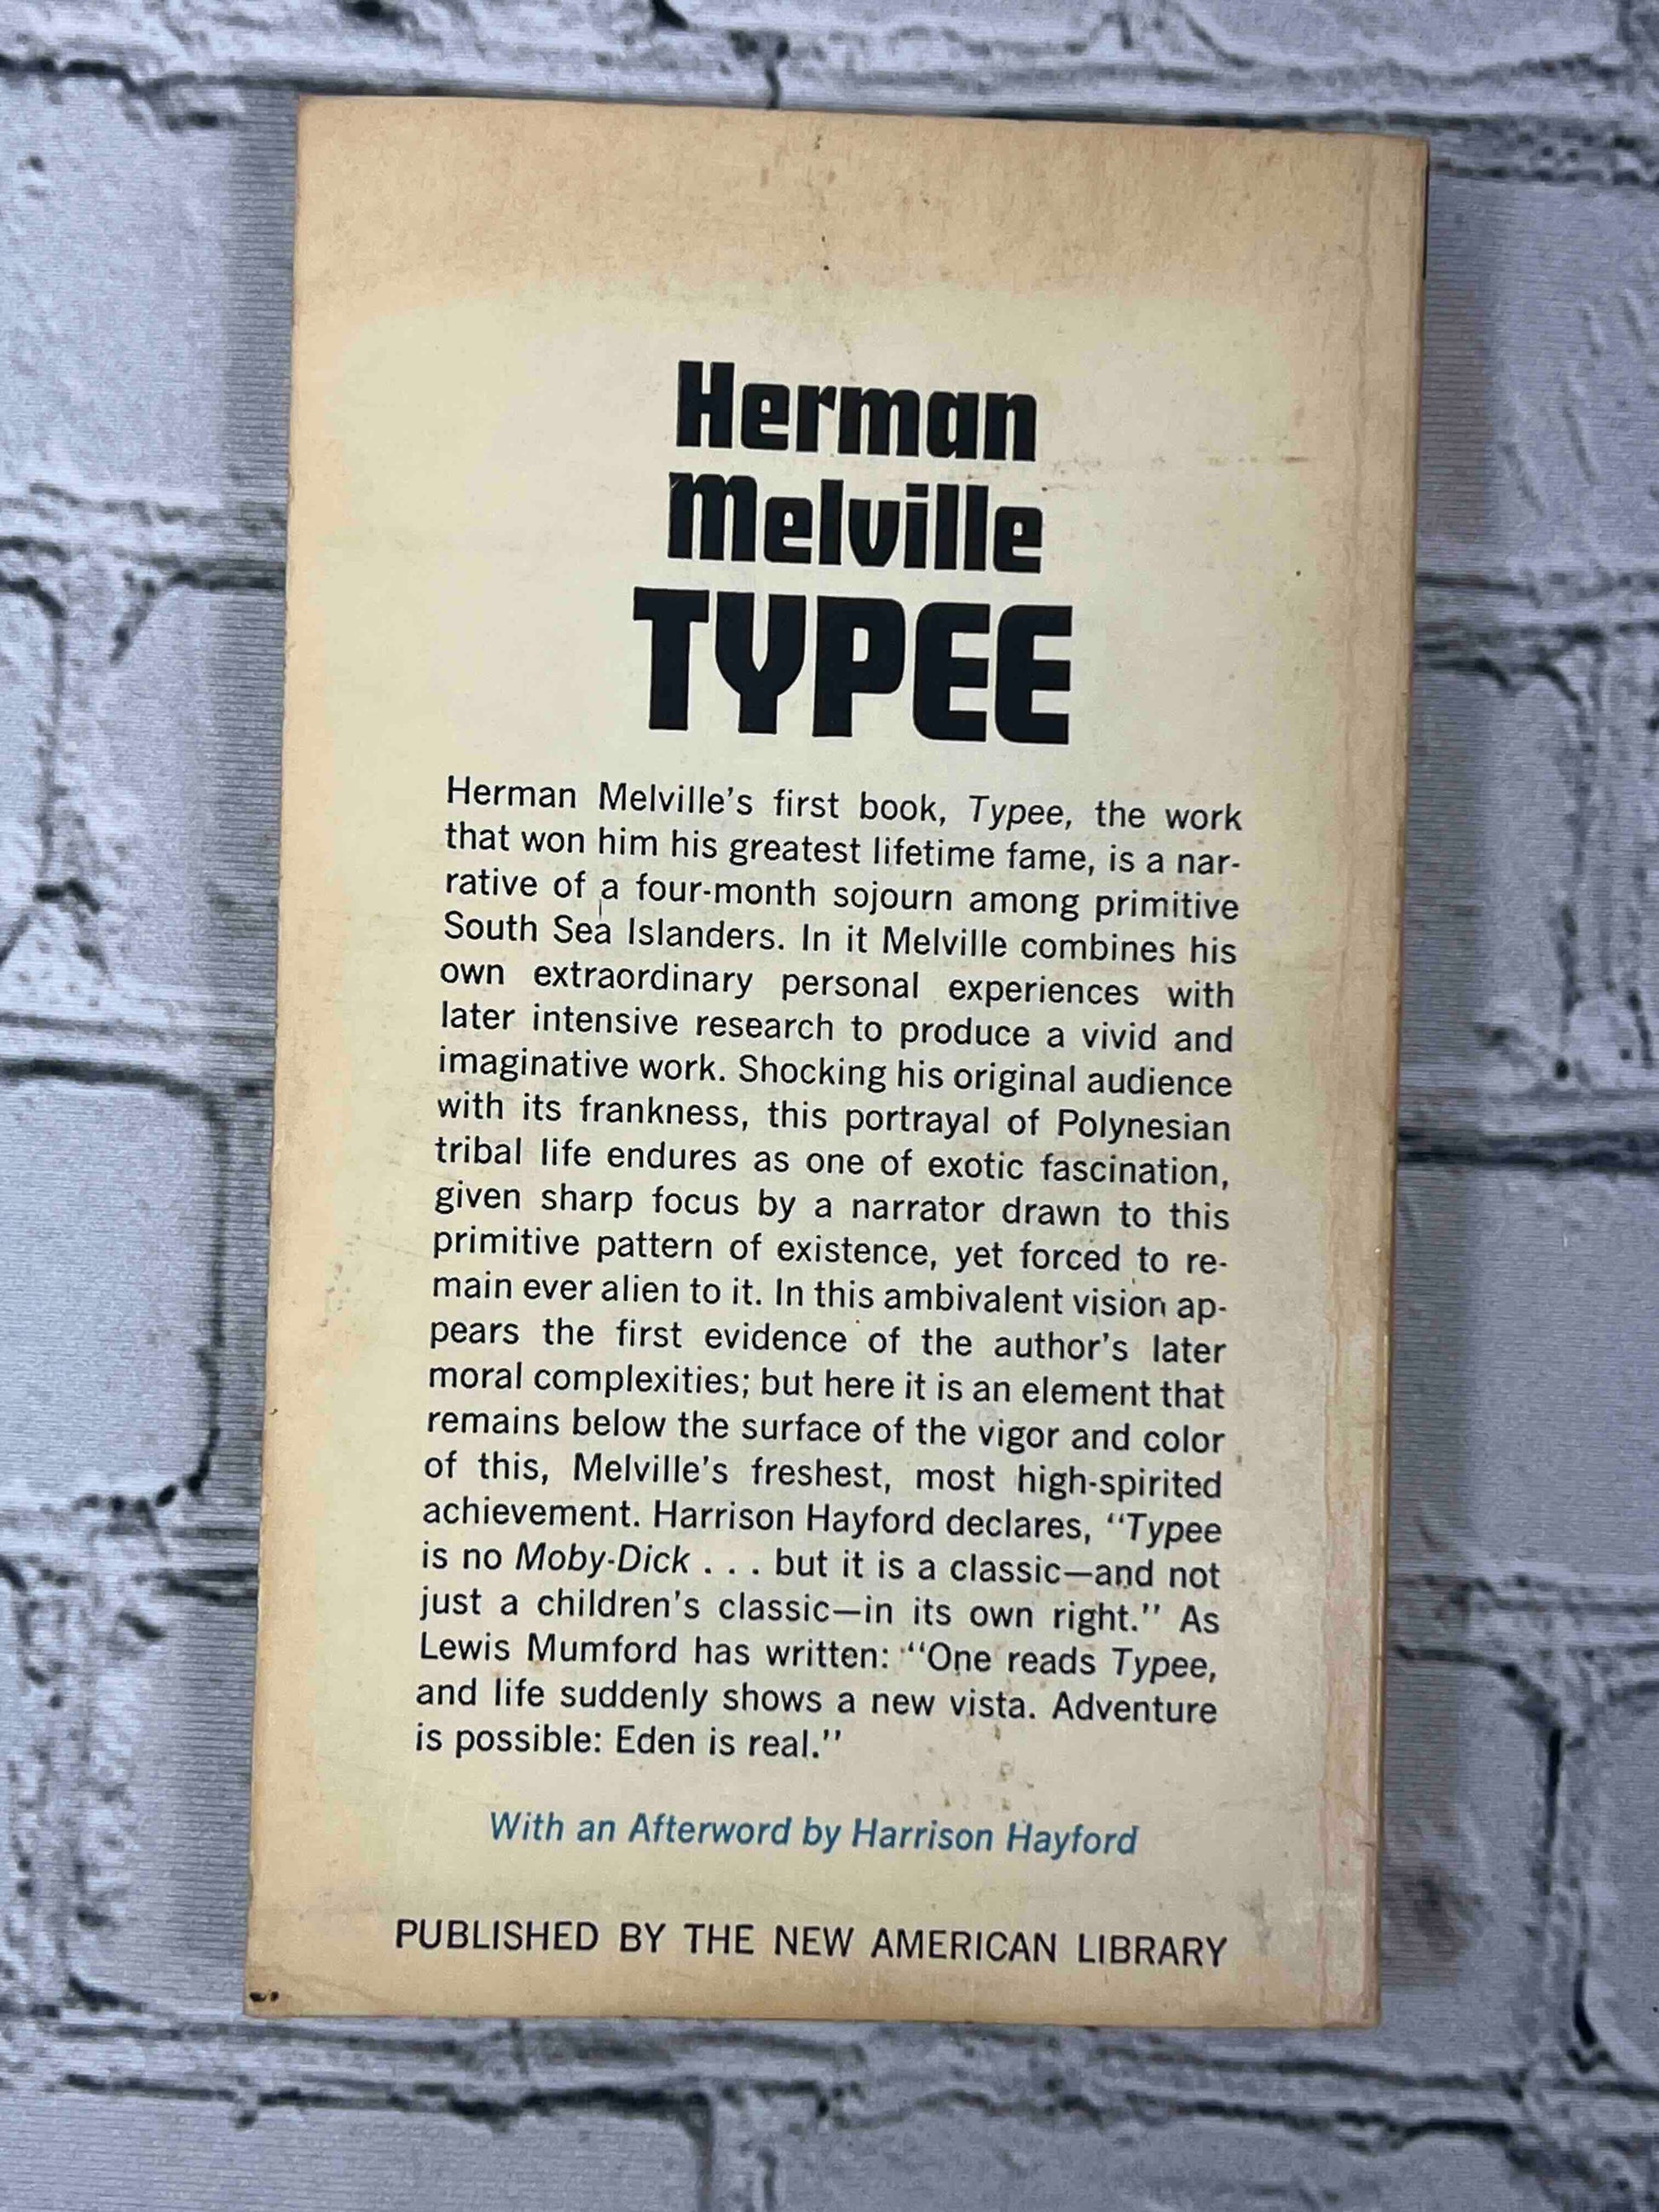 Herman
Melville
TYPEE
Herman Melville's first book, Typee, the work
that won him his greatest lifetime fame, is a nar-
rative of a four-month sojourn among primitive
South Sea Islanders. In it Melville combines his
own extraordinary personal experiences with
later intensive research to produce a vivid and
imaginative work. Shocking his original audience
with its frankness, this portrayal of Polynesian
tribal life endures as one of exotic fascination,
given sharp focus by a narrator drawn to this
primitive pattern of existence, yet forced to re-
main ever alien to it. In this ambivalent vision ap-
pears the first evidence of the author's later
moral complexities; but here it is an element that
remains below the surface of the vigor and color
of this, Melville's freshest, most high-spirited
achievement. Harrison Hayford declares, "Typee
is no Moby-Dick . . . but it is a classic—and not
just a children's classic—in its own right." As
Lewis Mumford has written: "One reads Typee,
and life suddenly shows a new vista. Adventure
is possible: Eden is real."
With an Afterword by Harrison Hayford
PUBLISHED BY THE NEW AMERICAN LIBRARY